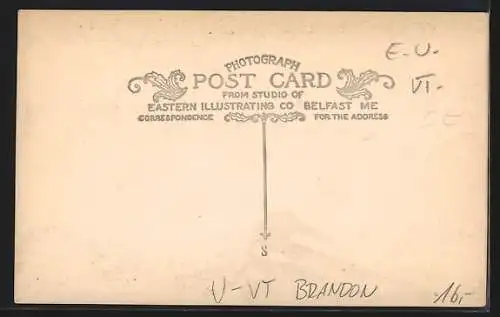 PHOTOGRAPH
POST CARD
FROM STUDIO OF
EASTERN ILLUSTRATING CO BELFAST ME
CORRESPONDENCE FOR THE ADDRESS
E.U.
VT.
S
U-VT BRANDON
16,-